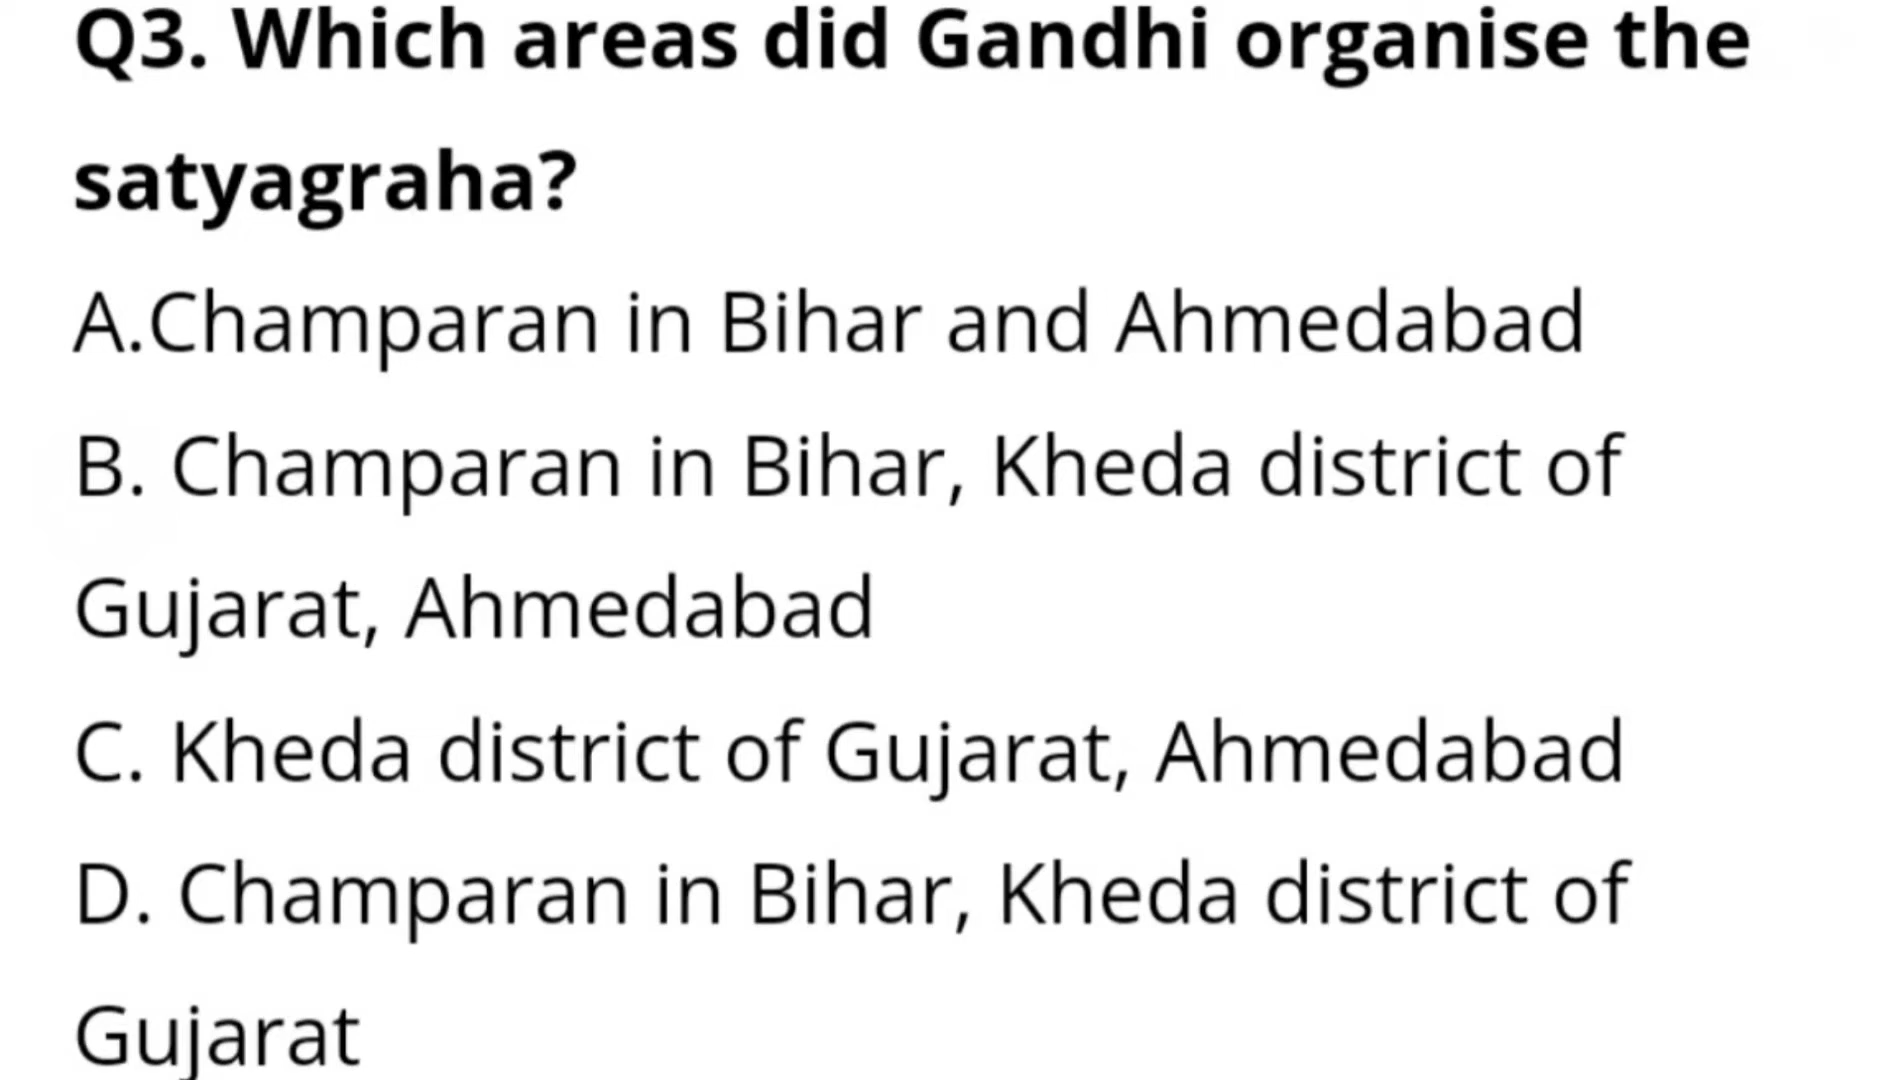 Q3. Which areas did Gandhi organise the
satyagraha?
A.Champaran in Bihar and Ahmedabad
B. Champaran in Bihar, Kheda district of
Gujarat, Ahmedabad
C. Kheda district of Gujarat, Ahmedabad
D. Champaran in Bihar, Kheda district of
Gujarat